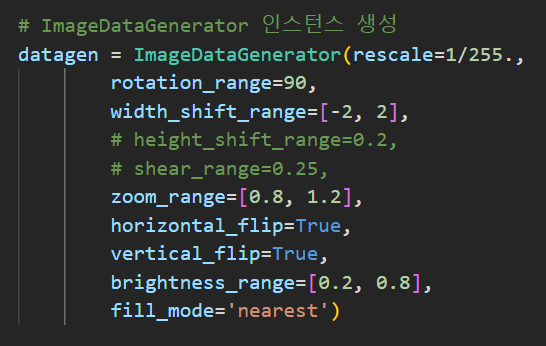 # ImageDataGenerator 인스턴스 생성
datagen = ImageDataGenerator(rescale=1/255.,
rotation_range=90,
width_shift_range=[-2, 2],
# height_shift_range=0.2,
# shear_range=0.25,
zoom_range=[0.8, 1.2],
horizontal_flip=True,
vertical_flip=True,
brightness_range=[0.2, 0.8],
fill_mode='nearest')